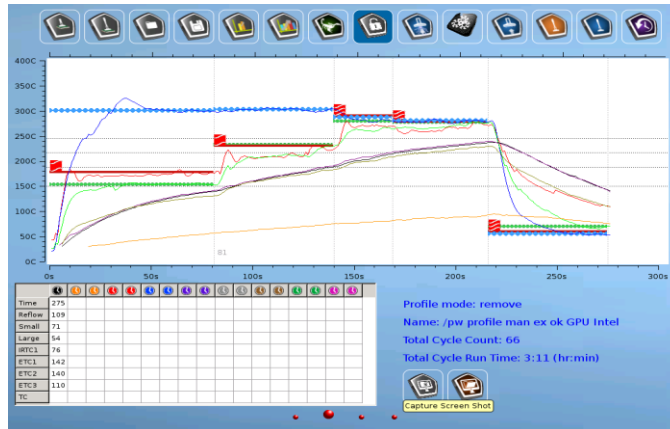 400C
350C
300C
250C
200C
150C
100C
50C
0C
0s 50s 100s 150s 200s 250s 300s
B1
Time 275
Reflow 109
Small 71
Large 54
IRTC1 76
ETC1 142
ETC2 140
ETC3 110
TC
Profile mode: remove
Name: /pw profile man ex ok GPU Intel
Total Cycle Count: 66
Total Cycle Run Time: 3:11 (hr:min)
Capture Screen Shot